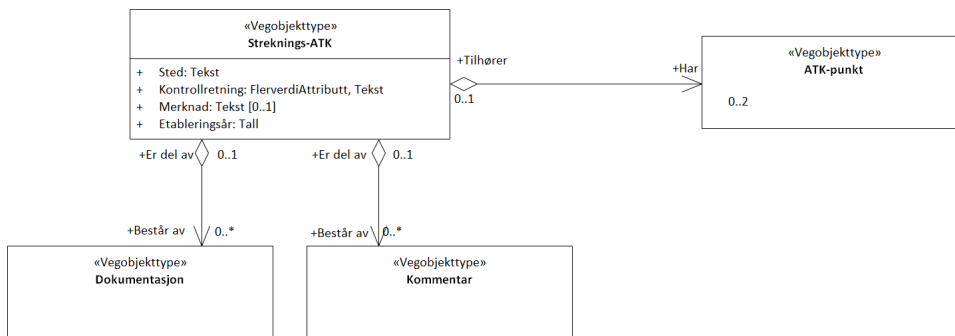 «Vegobjekttype»
Streknings-ATK
+ Sted: Tekst
+ Kontrollretning: FlerverdiAttributt, Tekst
+ Merknad: Tekst [0..1]
+ Etableringsår: Tall
+Tilhører
0..1
+Har
«Vegobjekttype»
ATK-punkt
0..2
+Er del av 0..1
+Er del av 0..1
+Består av 0..*
+Består av 0..*
«Vegobjekttype»
Dokumentasjon
«Vegobjekttype»
Kommentar